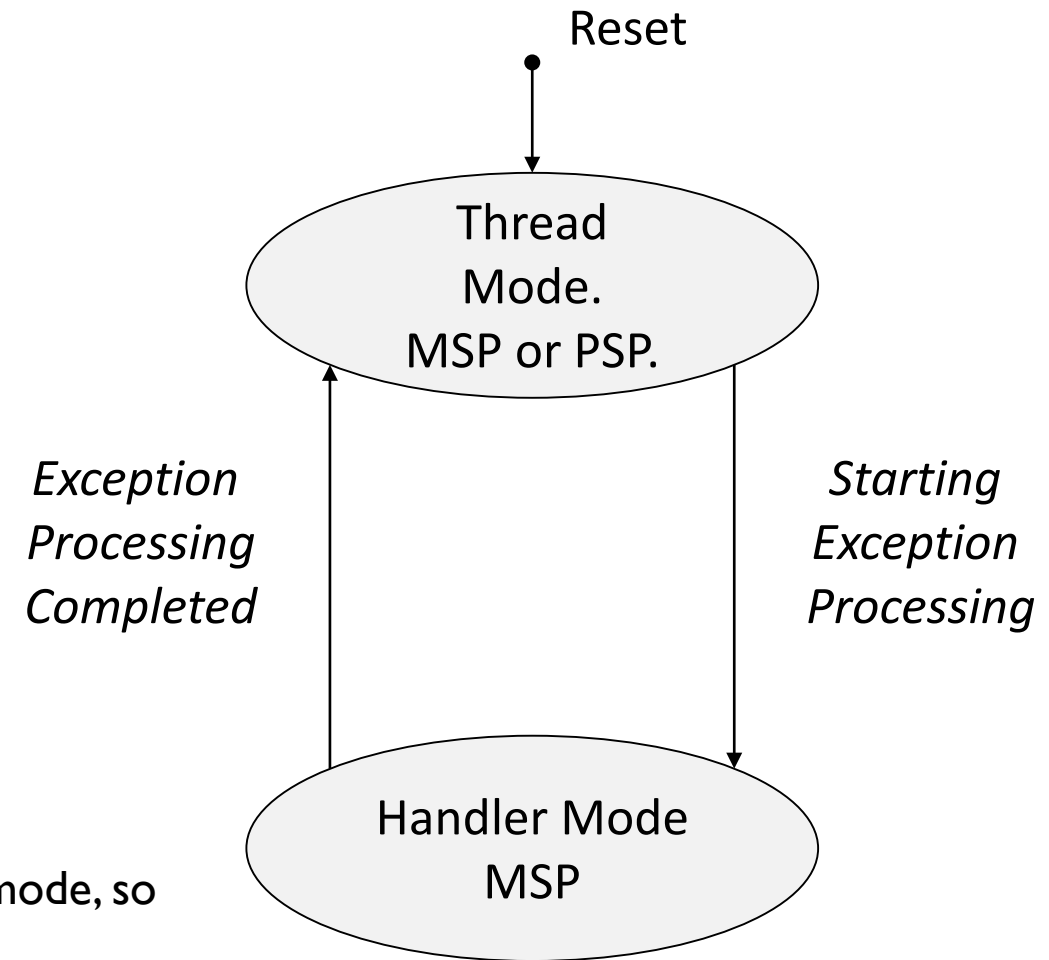 Reset
Thread
Mode.
MSP or PSP.
Exception
Processing
Completed
Starting
Exception
Processing
Handler Mode
MSP
mode, so